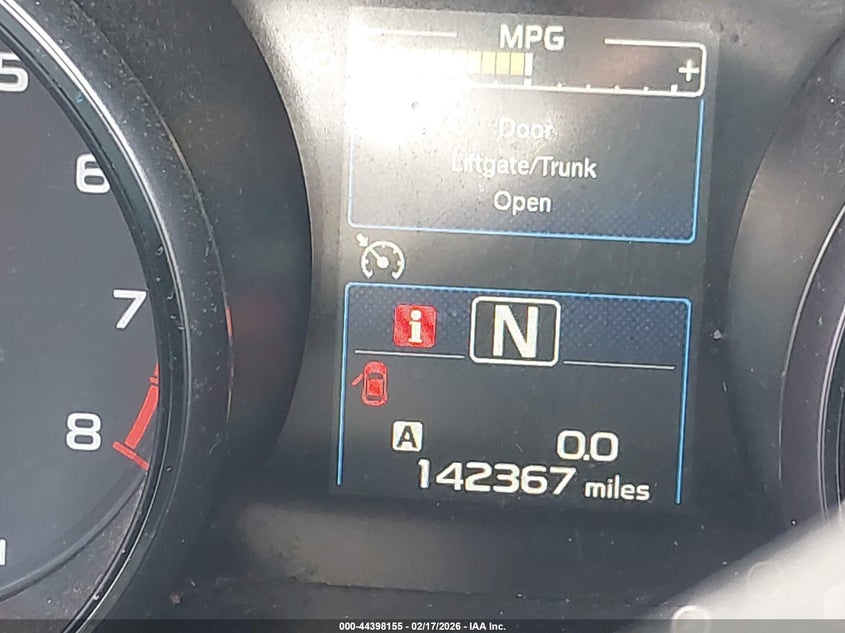 MPG
+
Door
Liftgate/Trunk
Open
5
6
7
8
i
N
A
0.0
142367 miles
000-44398155 - 02/17/2026 - IAA Inc.